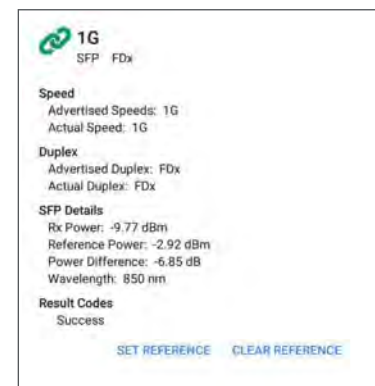 1G
SFP FDx
Speed
Advertised Speeds: 1G
Actual Speed: 1G
Duplex
Advertised Duplex: FDx
Actual Duplex: FDx
SFP Details
Rx Power: -9.77 dBm
Reference Power: -2.92 dBm
Power Difference: -6.85 dB
Wavelength: 850 nm
Result Codes
Success
SET REFERENCE CLEAR REFERENCE